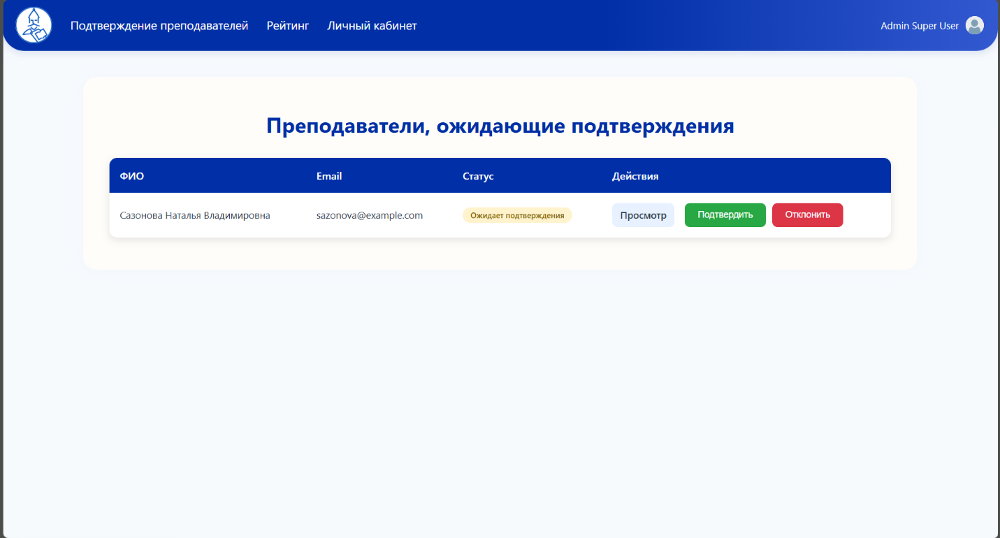 Подтверждение преподавателей Рейтинг Личный кабинет Admin Super User
Преподаватели, ожидающие подтверждения
ФИО Email Статус Действия
Сазонова Наталья Владимировна sazonova@example.com Ожидает подтверждения Просмотр Подтвердить Отклонить